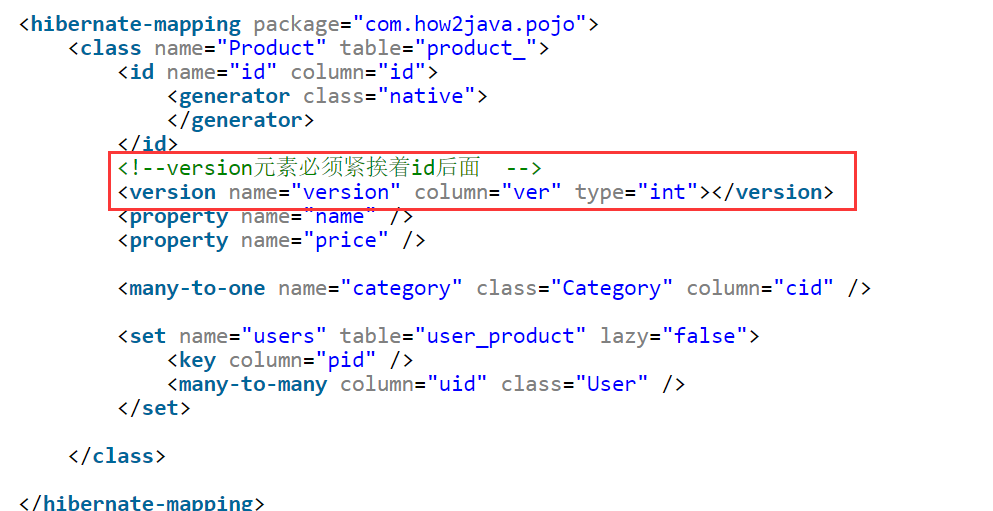 <hibernate-mapping package="com.how2java.pojo">
    <class name="Product" table="product_">
        <id name="id" column="id">
            <generator class="native">
            </generator>
        </id>
        <!--version元素必须紧挨着id后面  -->
        <version name="version" column="ver" type="int"></version>
        <property name="name" />
        <property name="price" />
        <many-to-one name="category" class="Category" column="cid" />
        <set name="users" table="user_product" lazy="false">
            <key column="pid" />
            <many-to-many column="uid" class="User" />
        </set>
    </class>
</hibernate-mapping>